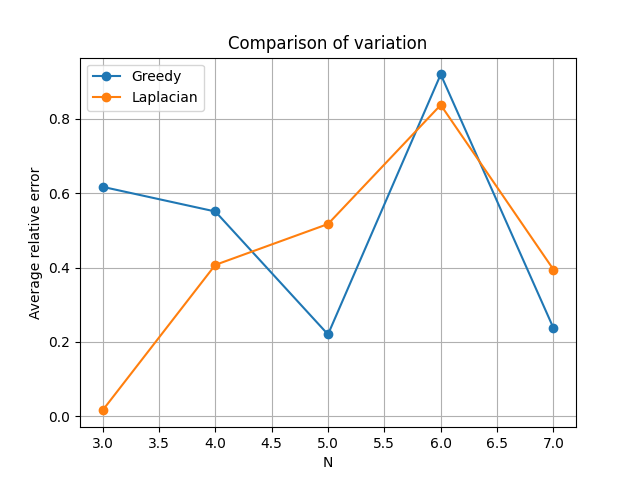 Comparison of variation
Greedy
Laplacian
Average relative error
0.8
0.6
0.4
0.2
0.0
3.0 3.5 4.0 4.5 5.0 5.5 6.0 6.5 7.0
N